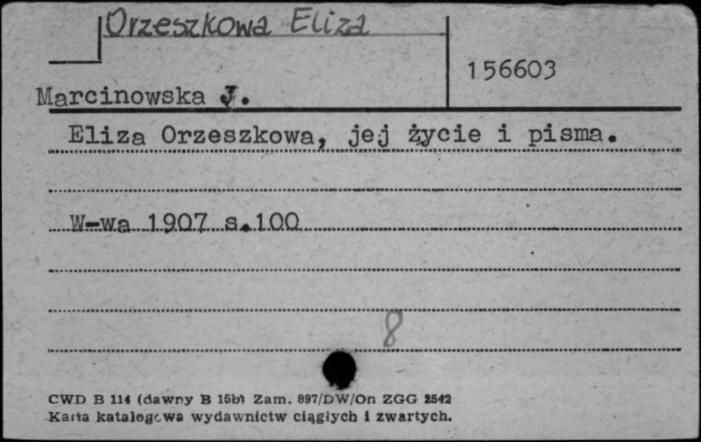 Orzeszkowa Eliza
156603
Marcinowska J.
Eliza Orzeszkowa, jej życie i pisma.
W-wa 1907 s.100
8
CWD B 114 (dawny B 15b) Zam. 897/DW/On ZGG 2542
Karta katalogowa wydawnictw ciągłych i zwartych.